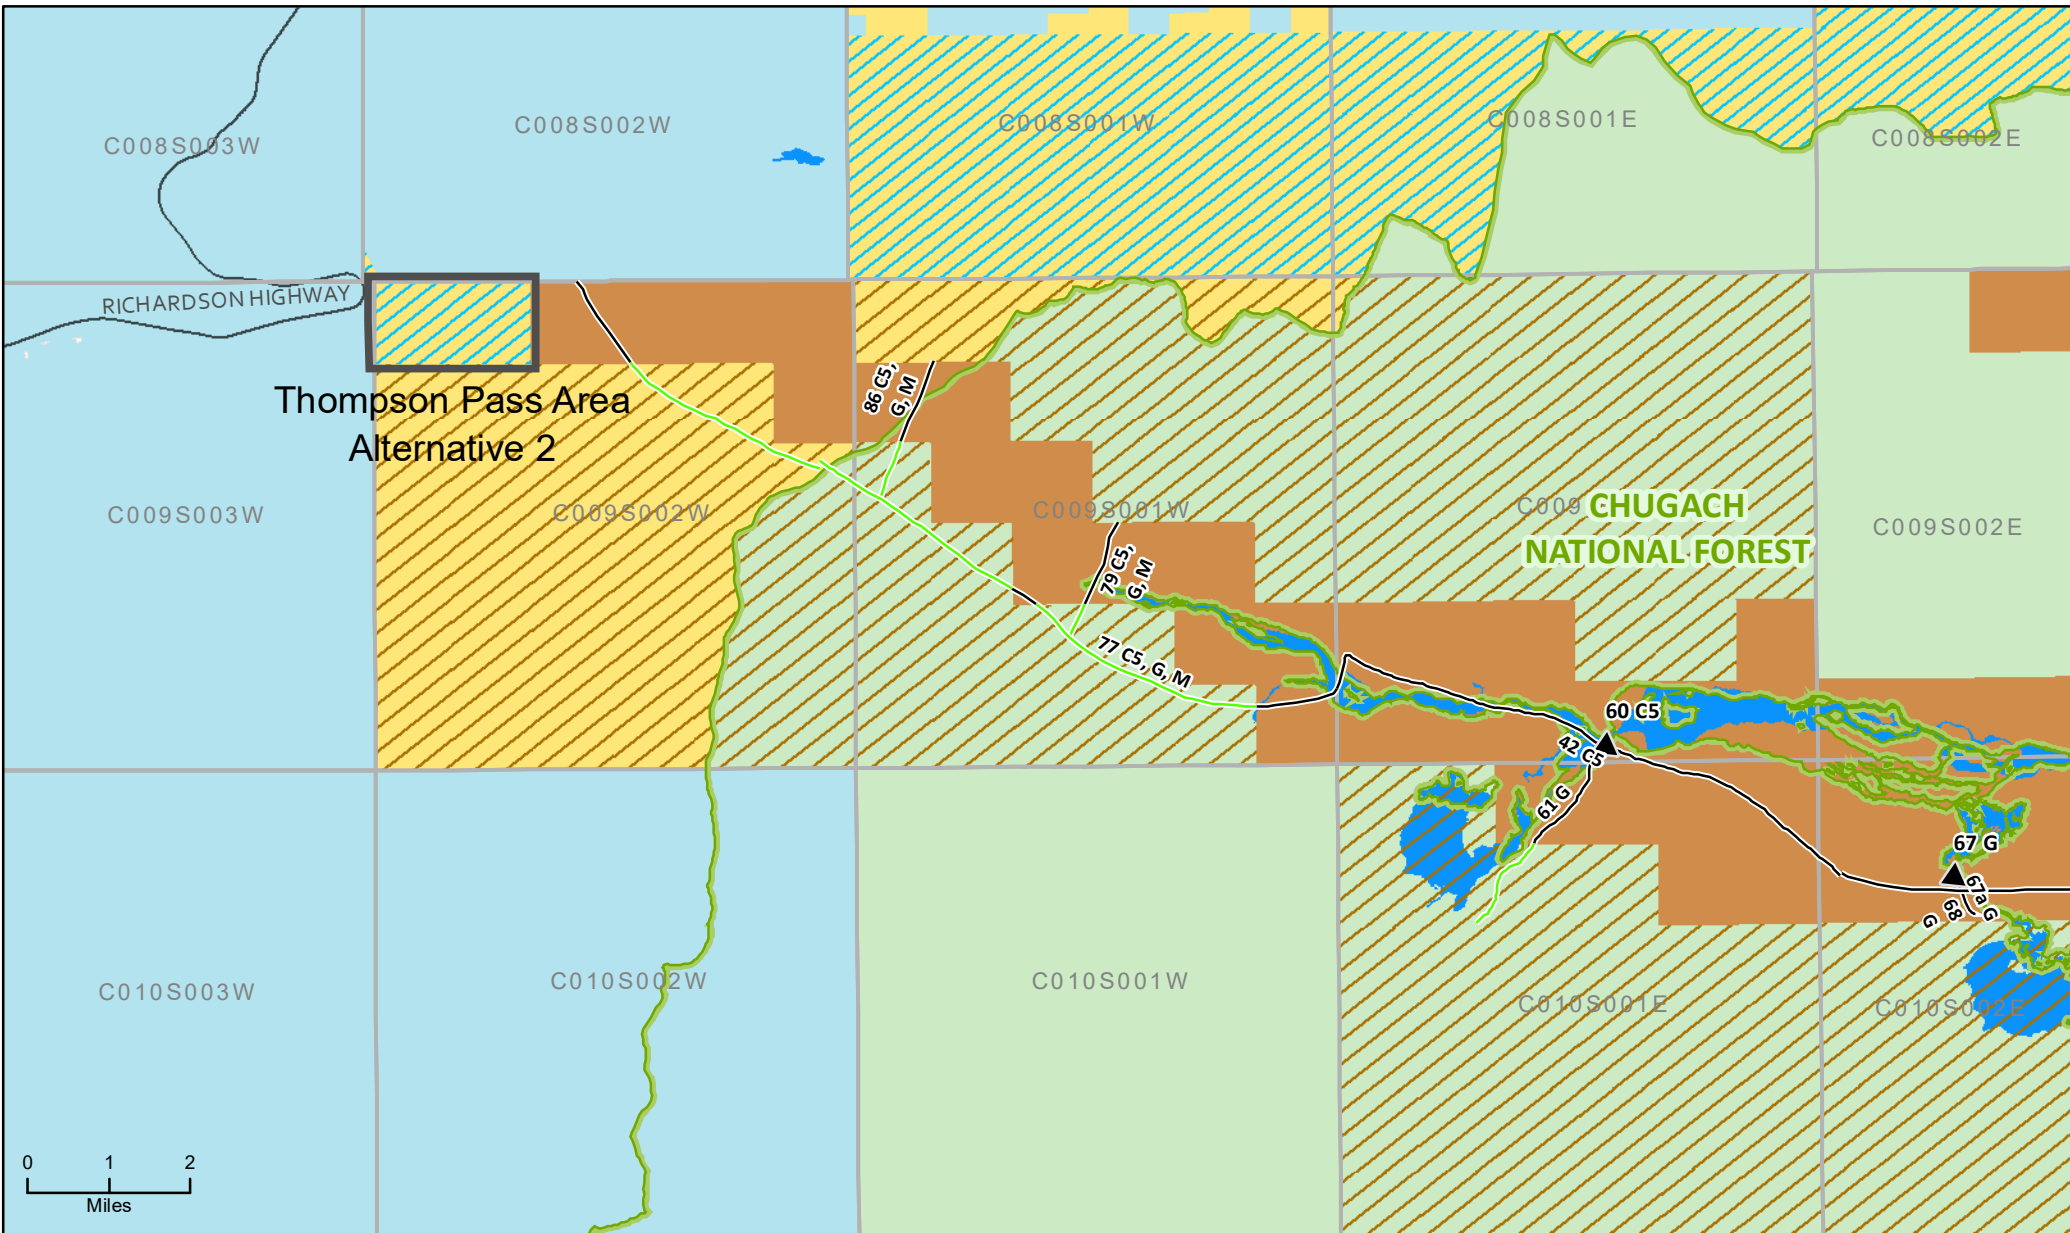 C008S003W
C008S002W
C008S001W
C008S001E
C008S002E
RICHARDSON HIGHWAY
Thompson Pass Area
Alternative 2
86 C5,
G, M
C009S003W
C009S002W
C009S001W
C009
CHUGACH
NATIONAL FOREST
C009S002E
79 C5,
G, M
77 C5, G, M
60 C5
42 C5
61 G
67 G
67a G
68
G
C010S003W
C010S002W
C010S001W
C010S001E
C010S002E
0 1 2
Miles